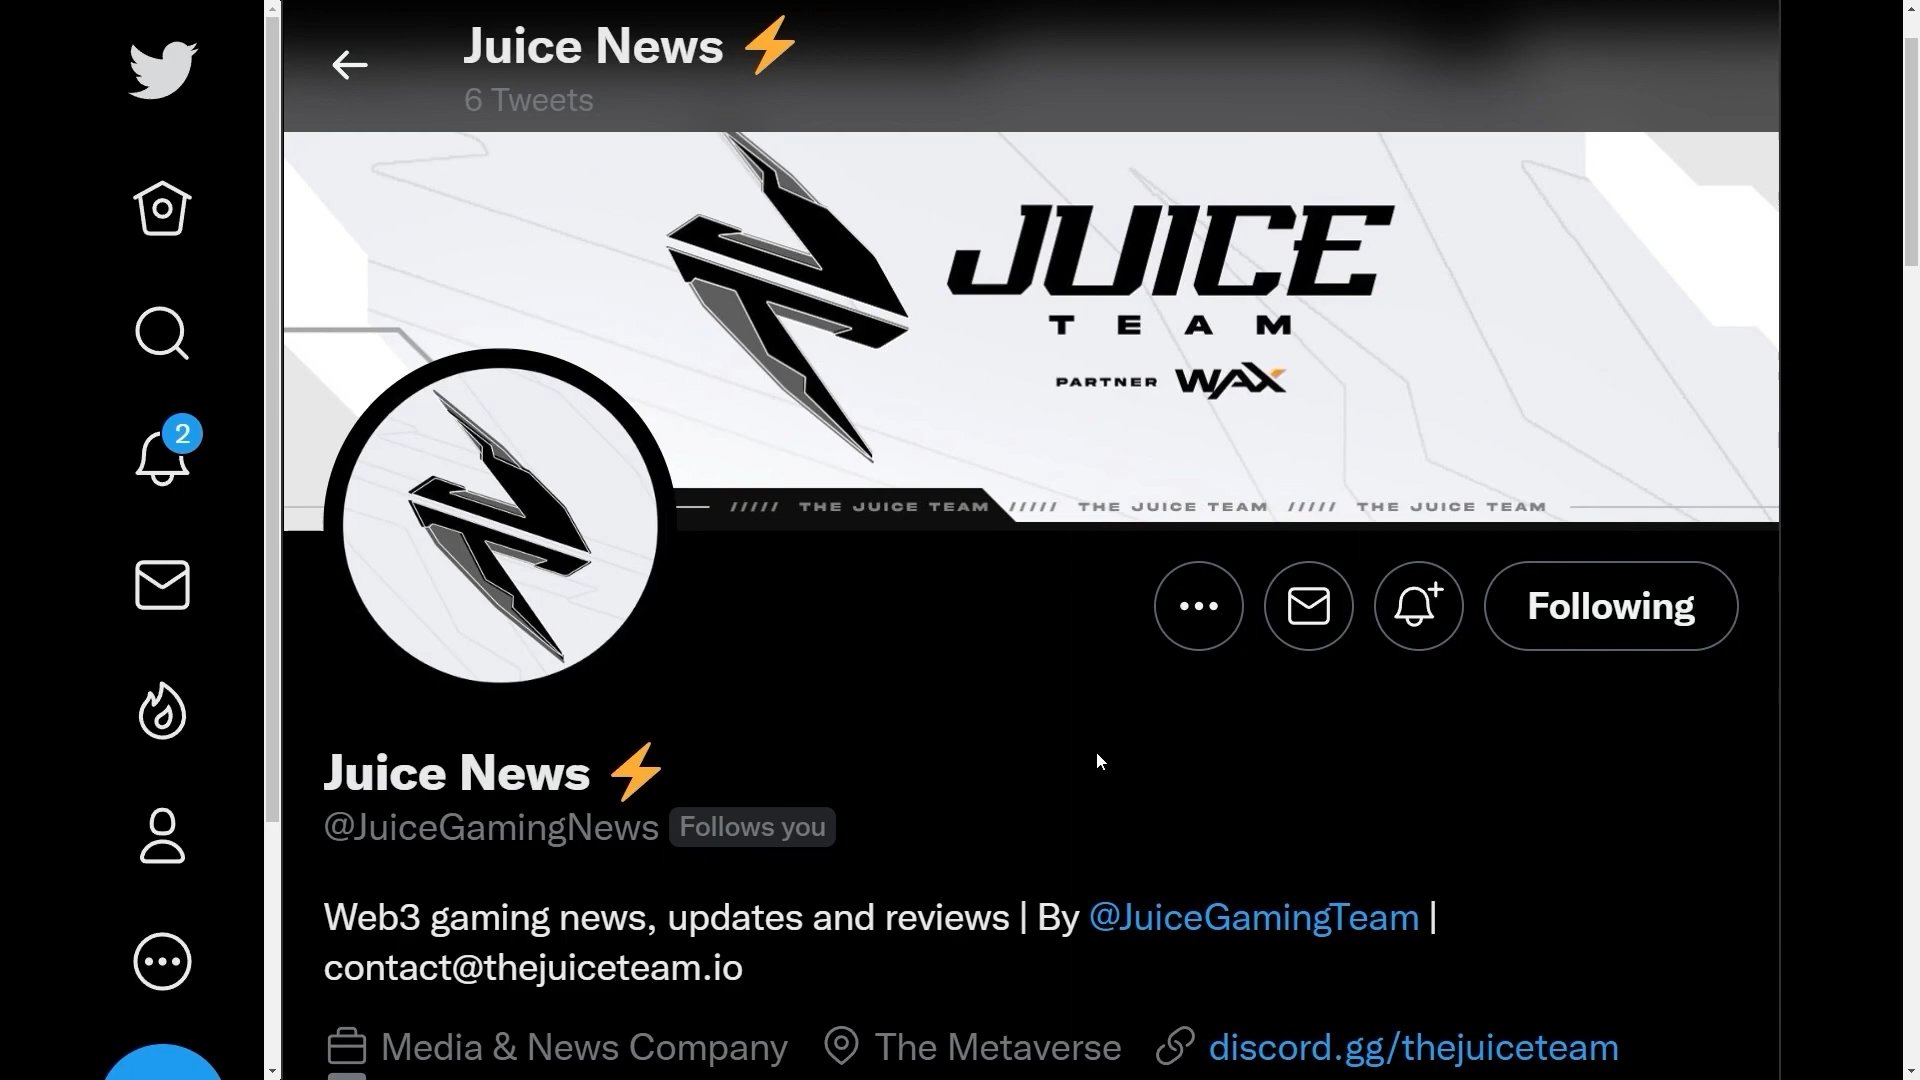 Juice News ⚡
6 Tweets
JUICE
TEAM
PARTNER WAX
///// THE JUICE TEAM ///// THE JUICE TEAM ///// THE JUICE TEAM
2
Following
Juice News ⚡
@JuiceGamingNews Follows you
Web3 gaming news, updates and reviews | By @JuiceGamingTeam |
contact@thejuiceteam.io
Media & News Company The Metaverse discord.gg/thejuiceteam